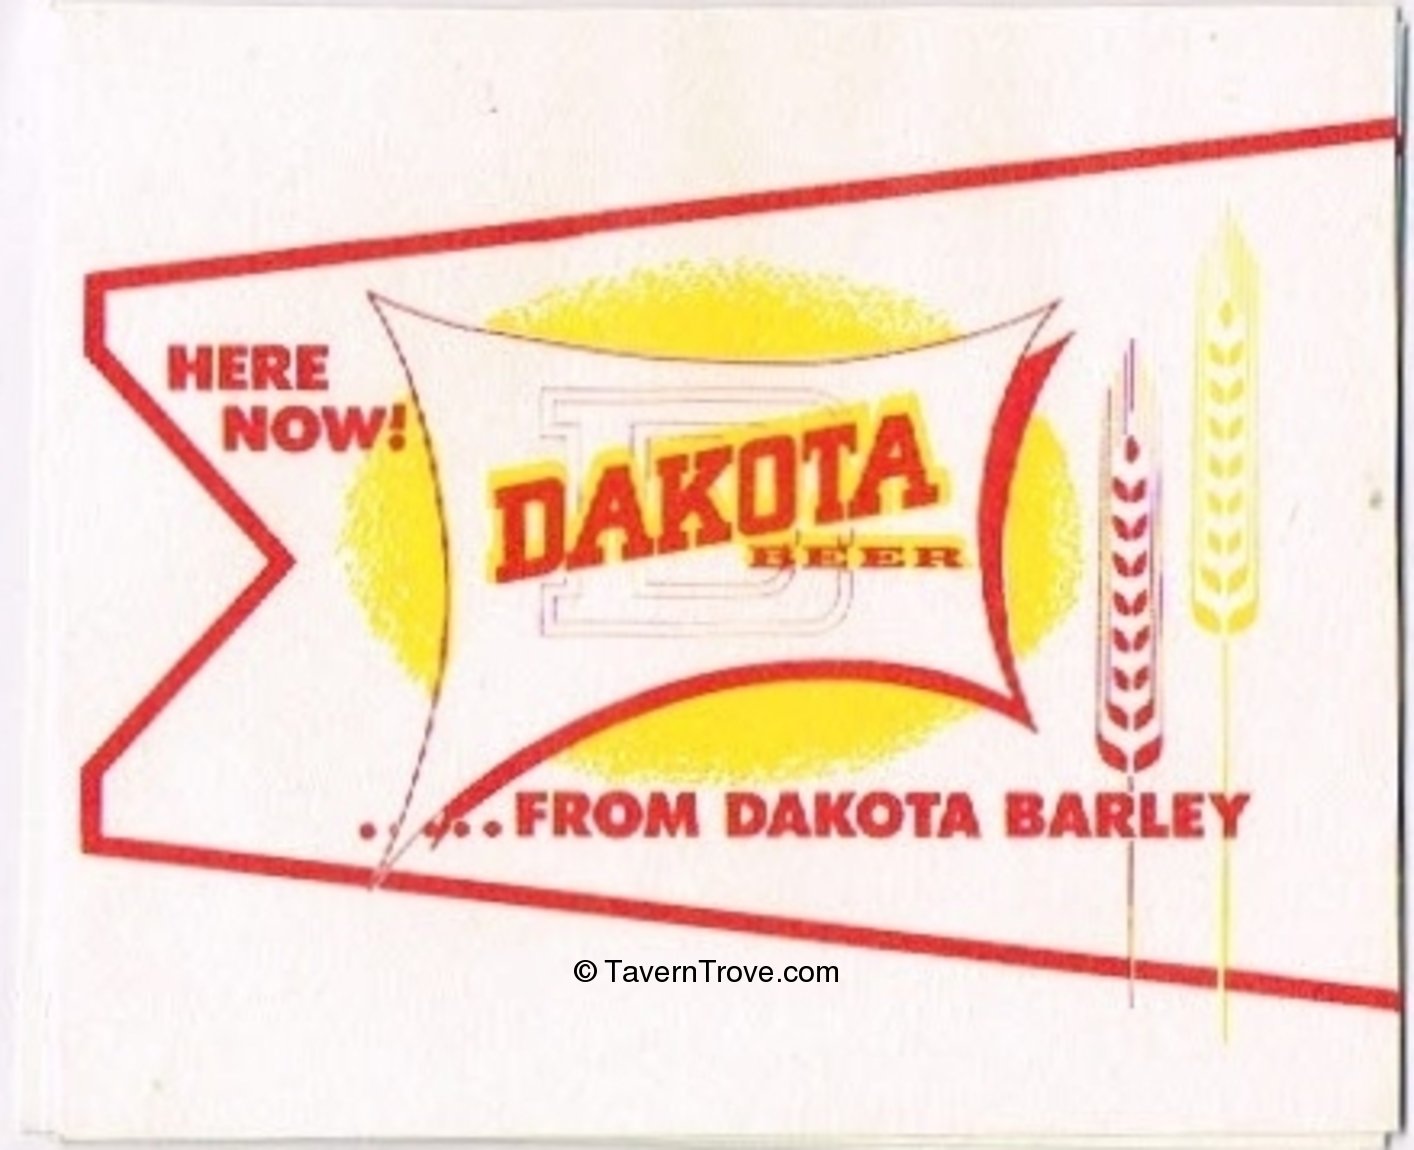 HERE
NOW!
D
DAKOTA
BEER
.....FROM DAKOTA BARLEY
© TavernTrove.com